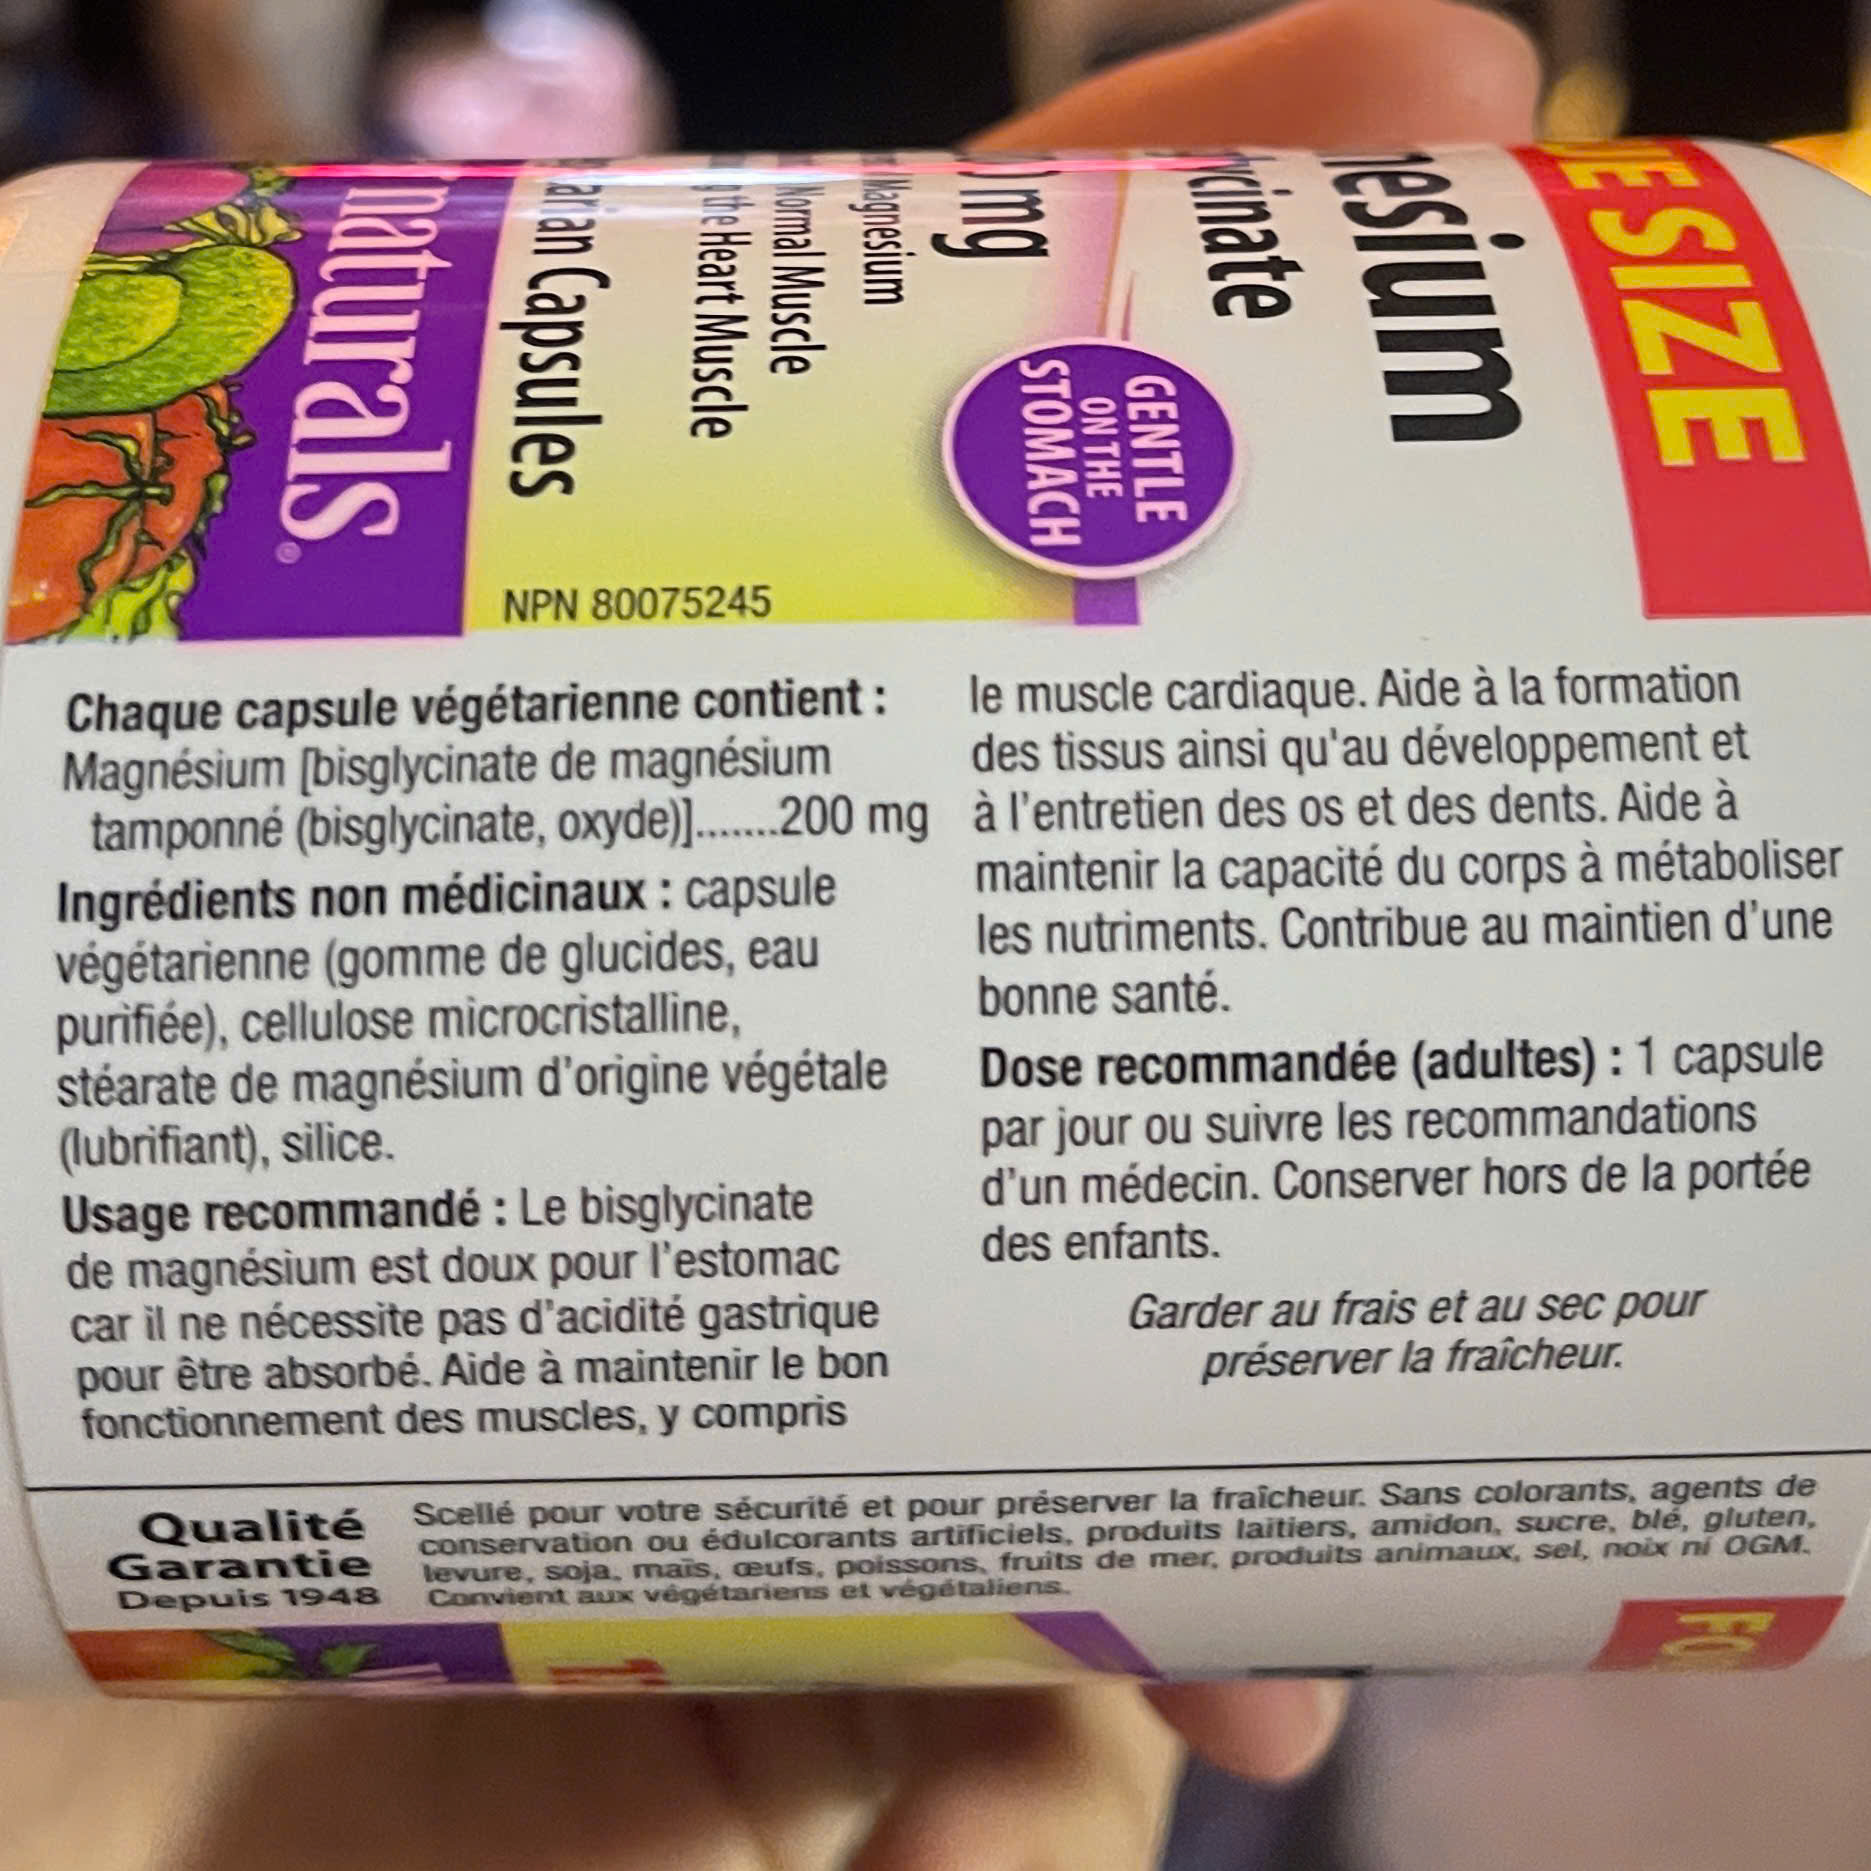 UE SIZE
nesium
ycinate
GENTLE
ON THE
STOMACH
mg
Magnesium
Normal Muscle
the Heart Muscle
arian Capsules
naturals®
NPN 80075245
Chaque capsule végétarienne contient :
Magnésium [bisglycinate de magnésium
tamponné (bisglycinate, oxyde)].......200 mg
Ingrédients non médicinaux : capsule
végétarienne (gomme de glucides, eau
purifiée), cellulose microcristalline,
stéarate de magnésium d'origine végétale
(lubrifiant), silice.
Usage recommandé : Le bisglycinate
de magnésium est doux pour l'estomac
car il ne nécessite pas d'acidité gastrique
pour être absorbé. Aide à maintenir le bon
fonctionnement des muscles, y compris
le muscle cardiaque. Aide à la formation
des tissus ainsi qu'au développement et
à l'entretien des os et des dents. Aide à
maintenir la capacité du corps à métaboliser
les nutriments. Contribue au maintien d'une
bonne santé.
Dose recommandée (adultes) : 1 capsule
par jour ou suivre les recommandations
d'un médecin. Conserver hors de la portée
des enfants.
Garder au frais et au sec pour
préserver la fraîcheur.
Qualité
Garantie
Depuis 1948
Scellé pour votre sécurité et pour préserver la fraîcheur. Sans colorants, agents de
conservation ou édulcorants artificiels, produits laitiers, amidon, sucre, blé, gluten,
levure, soja, maïs, œufs, poissons, fruits de mer, produits animaux, sel, noix ni OGM.
Convient aux végétariens et végétaliens.
FO